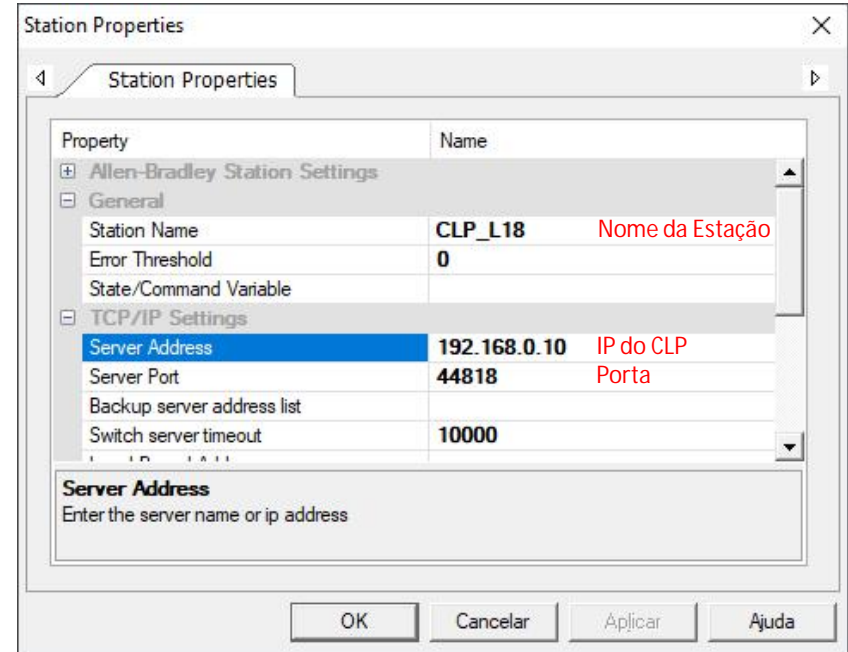 Station Properties
Station Properties
Property Name
Allen-Bradley Station Settings
General
Station Name CLP_L18 Nome da Estação
Error Threshold 0
State/Command Variable
TCP/IP Settings
Server Address 192.168.0.10 IP do CLP
Server Port 44818 Porta
Backup server address list
Switch server timeout 10000
Server Address
Enter the server name or ip address
OK Cancelar Aplicar Ajuda